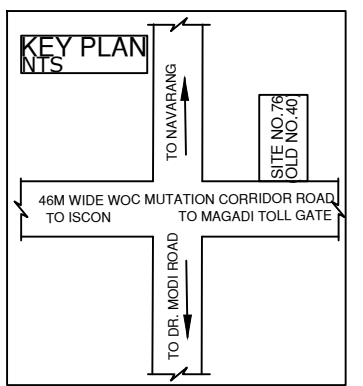 KEY PLAN
NTS
TO NAVARANG
SITE NO.76
(OLD NO.40)
46M WIDE WOC MUTATION CORRIDOR ROAD
TO ISCON TO MAGADI TOLL GATE
TO DR. MODI ROAD